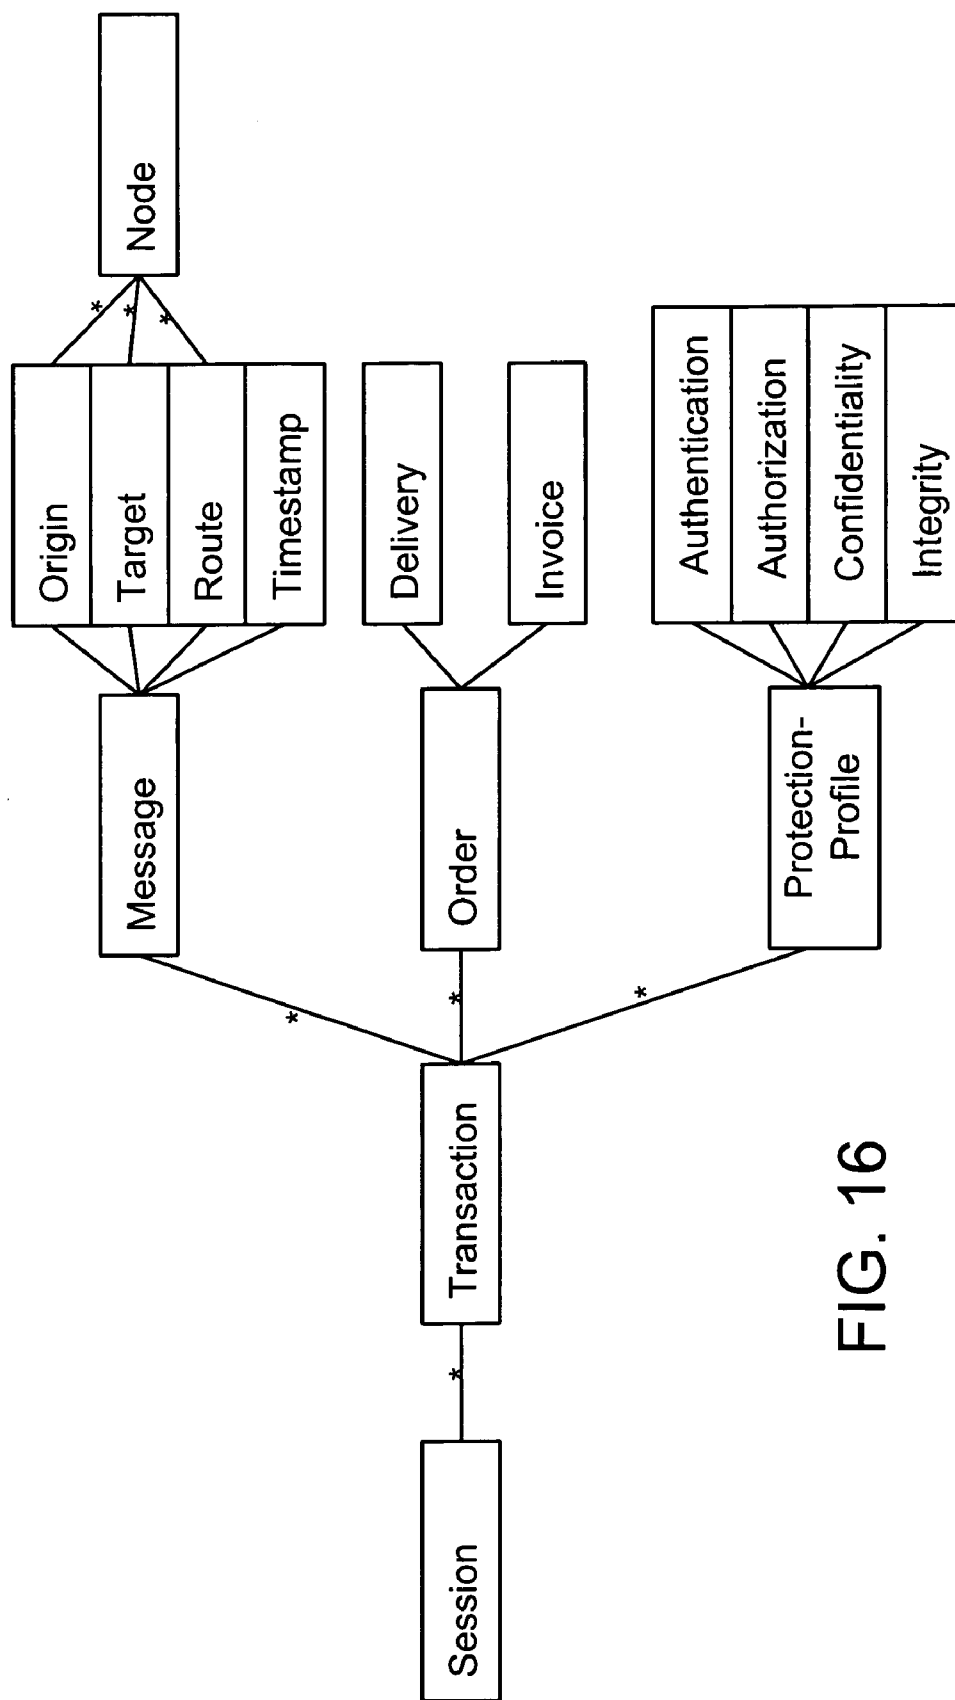 Session
*
Transaction
*
*
*
Message
Origin
Target
Route
Timestamp
*
*
*
Node
Order
Delivery
Invoice
Protection-
Profile
Authentication
Authorization
Confidentiality
Integrity
FIG. 16